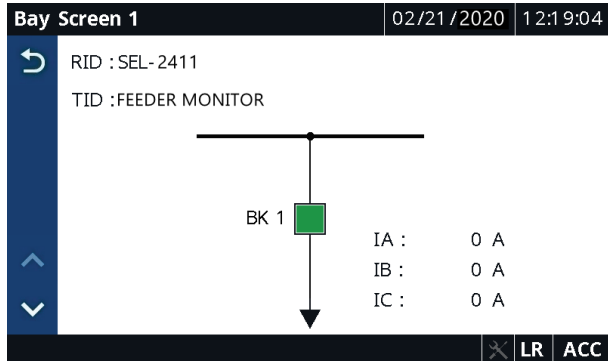 Bay Screen 1 02/21/2020 12:19:04
RID : SEL-2411
TID : FEEDER MONITOR
BK 1
IA : 0 A
IB : 0 A
IC : 0 A
LR ACC